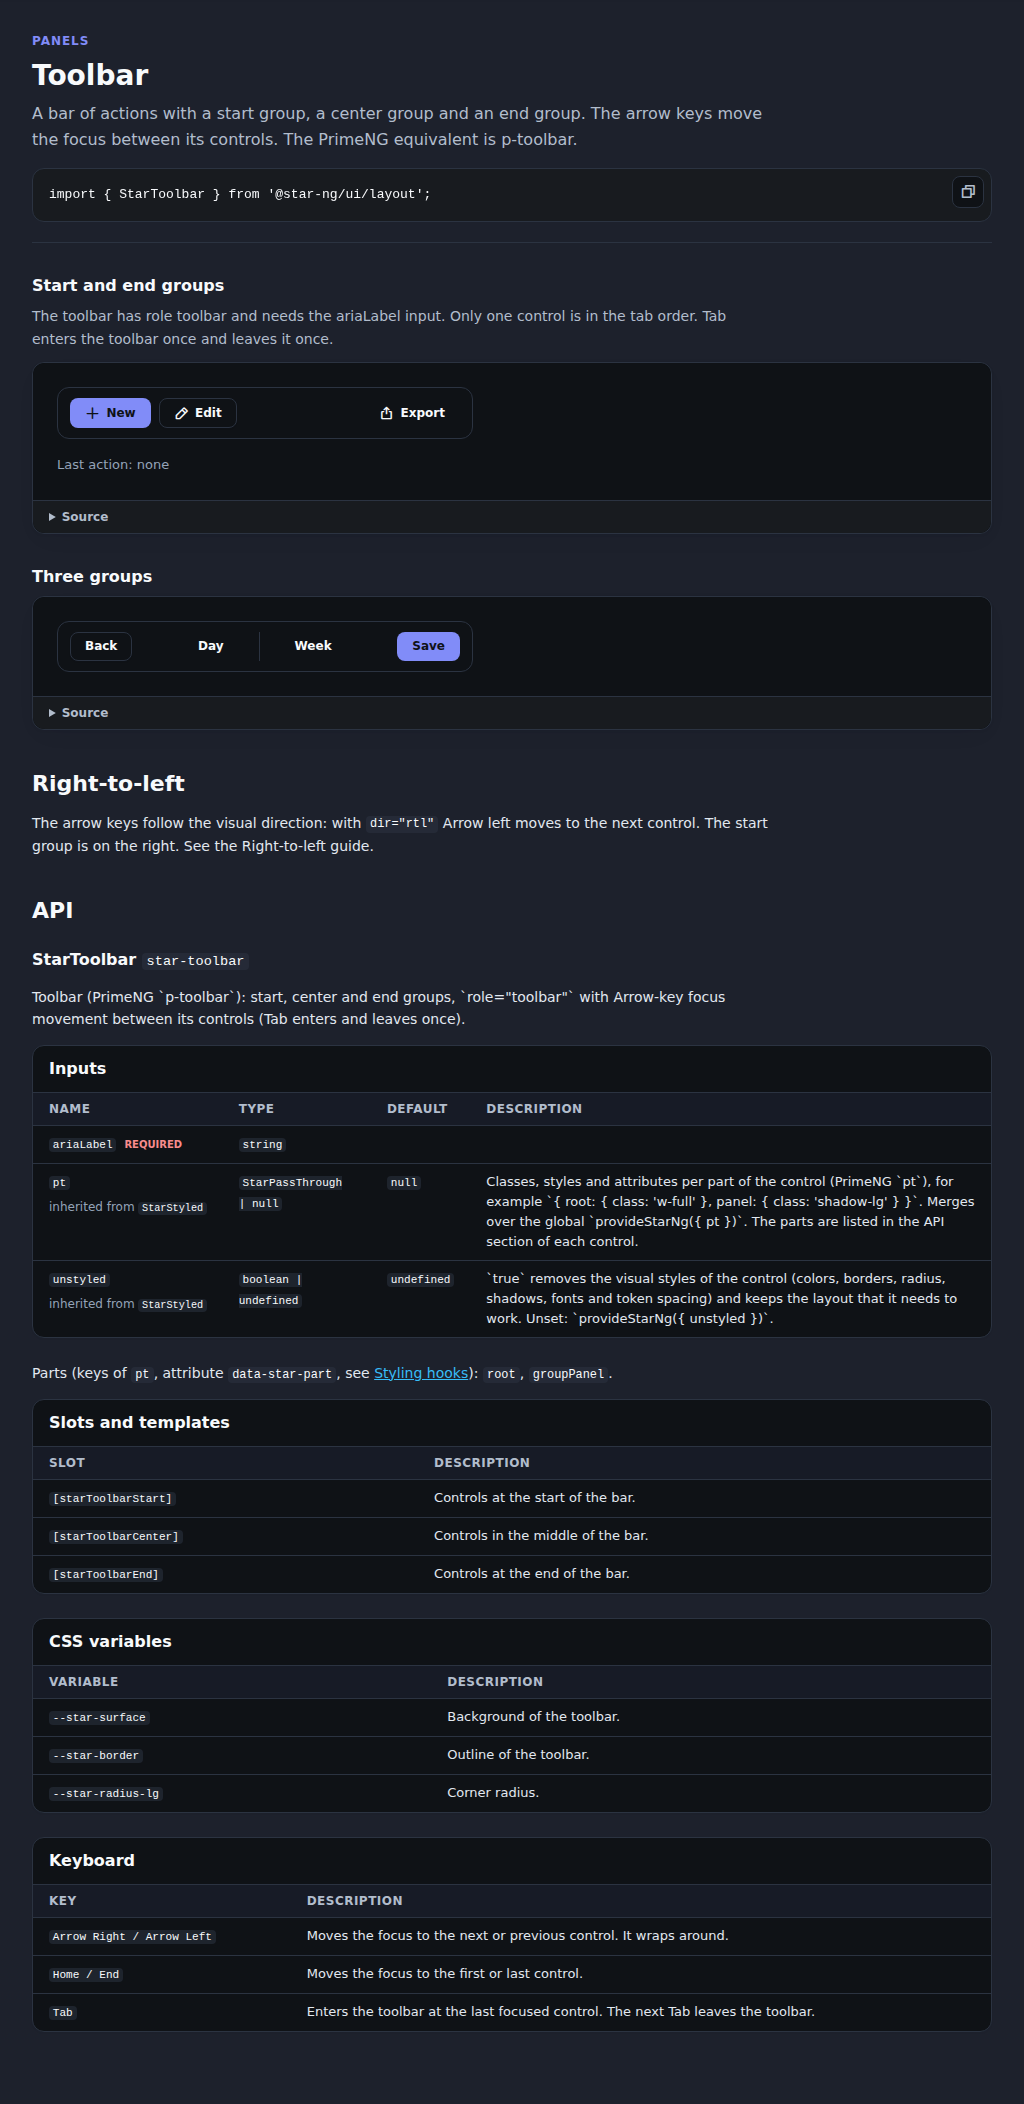 PANELS
Toolbar
A bar of actions with a start group, a center group and an end group. The arrow keys move
the focus between its controls. The PrimeNG equivalent is p-toolbar.
import { StarToolbar } from '@star-ng/ui/layout';
Start and end groups
The toolbar has role toolbar and needs the ariaLabel input. Only one control is in the tab order. Tab
enters the toolbar once and leaves it once.
New Edit Export
Last action: none
Source
Three groups
Back Day Week Save
Source
Right-to-left
The arrow keys follow the visual direction: with dir="rtl" Arrow left moves to the next control. The start
group is on the right. See the Right-to-left guide.
API
StarToolbar star-toolbar
Toolbar (PrimeNG `p-toolbar`): start, center and end groups, `role="toolbar"` with Arrow-key focus
movement between its controls (Tab enters and leaves once).
Inputs
NAME TYPE DEFAULT DESCRIPTION
ariaLabel REQUIRED string
pt StarPassThrough null Classes, styles and attributes per part of the control (PrimeNG `pt`), for
inherited from StarStyled | null example `{ root: { class: 'w-full' }, panel: { class: 'shadow-lg' } }`. Merges
over the global `provideStarNg({ pt })`. The parts are listed in the API
section of each control.
unstyled boolean | undefined `true` removes the visual styles of the control (colors, borders, radius,
inherited from StarStyled undefined shadows, fonts and token spacing) and keeps the layout that it needs to
work. Unset: `provideStarNg({ unstyled })`.
Parts (keys of pt, attribute data-star-part, see Styling hooks): root, groupPanel.
Slots and templates
SLOT DESCRIPTION
[starToolbarStart] Controls at the start of the bar.
[starToolbarCenter] Controls in the middle of the bar.
[starToolbarEnd] Controls at the end of the bar.
CSS variables
VARIABLE DESCRIPTION
--star-surface Background of the toolbar.
--star-border Outline of the toolbar.
--star-radius-lg Corner radius.
Keyboard
KEY DESCRIPTION
Arrow Right / Arrow Left Moves the focus to the next or previous control. It wraps around.
Home / End Moves the focus to the first or last control.
Tab Enters the toolbar at the last focused control. The next Tab leaves the toolbar.